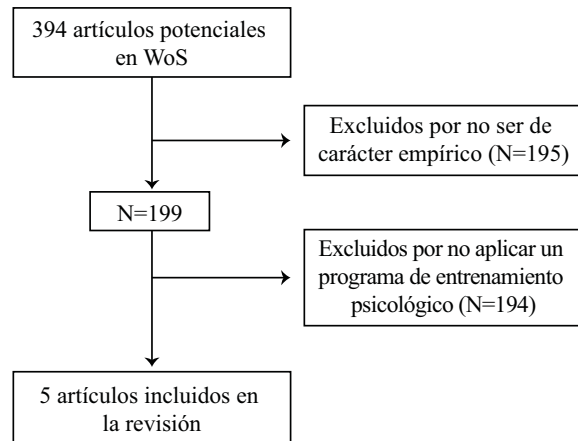 394 artículos potenciales
en WoS
Excluidos por no ser de
carácter empírico (N=195)
N=199
Excluidos por no aplicar un
programa de entrenamiento
psicológico (N=194)
5 artículos incluidos en
la revisión